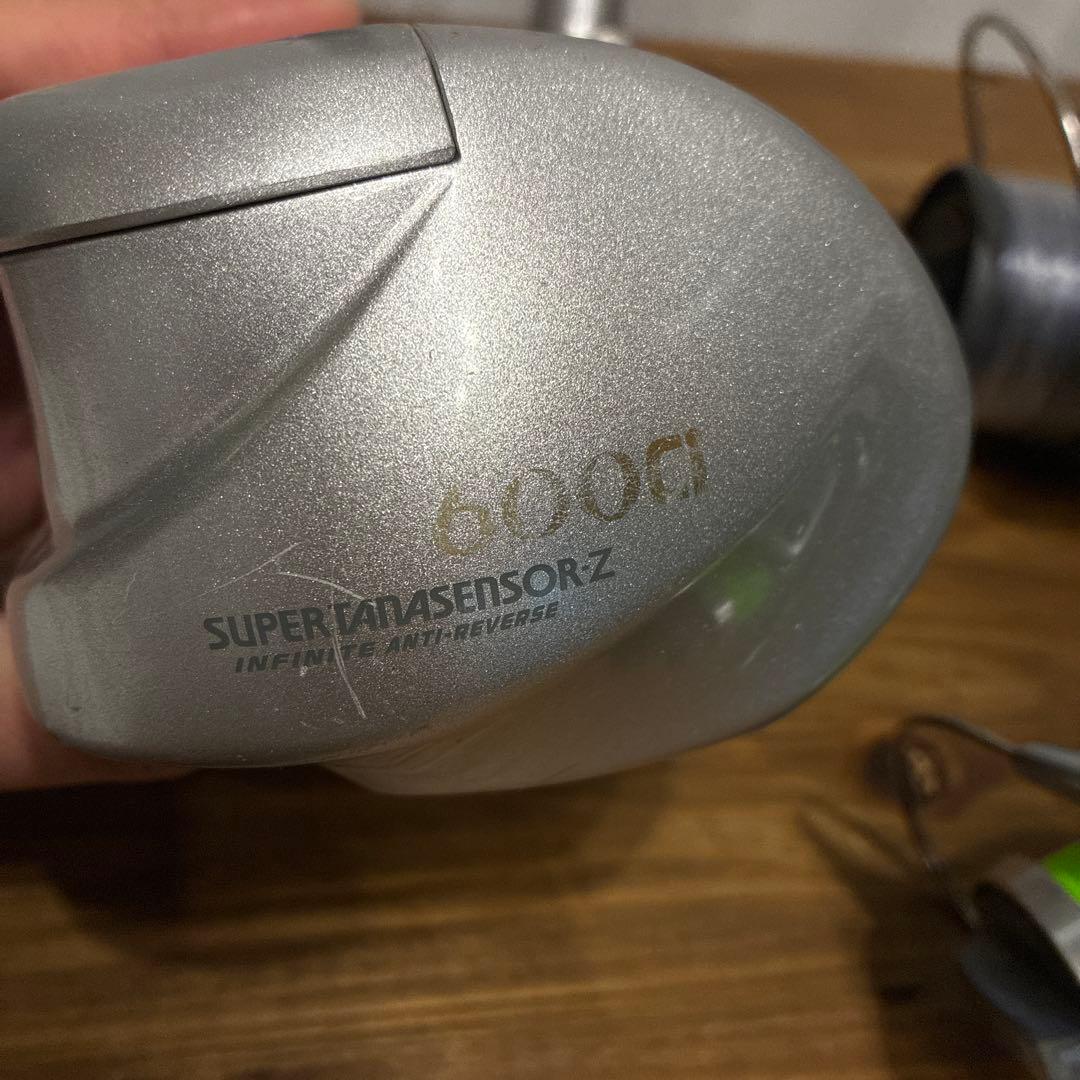 600Ci
SUPER TANASENSOR-Z
INFINITE ANTI-REVERSE